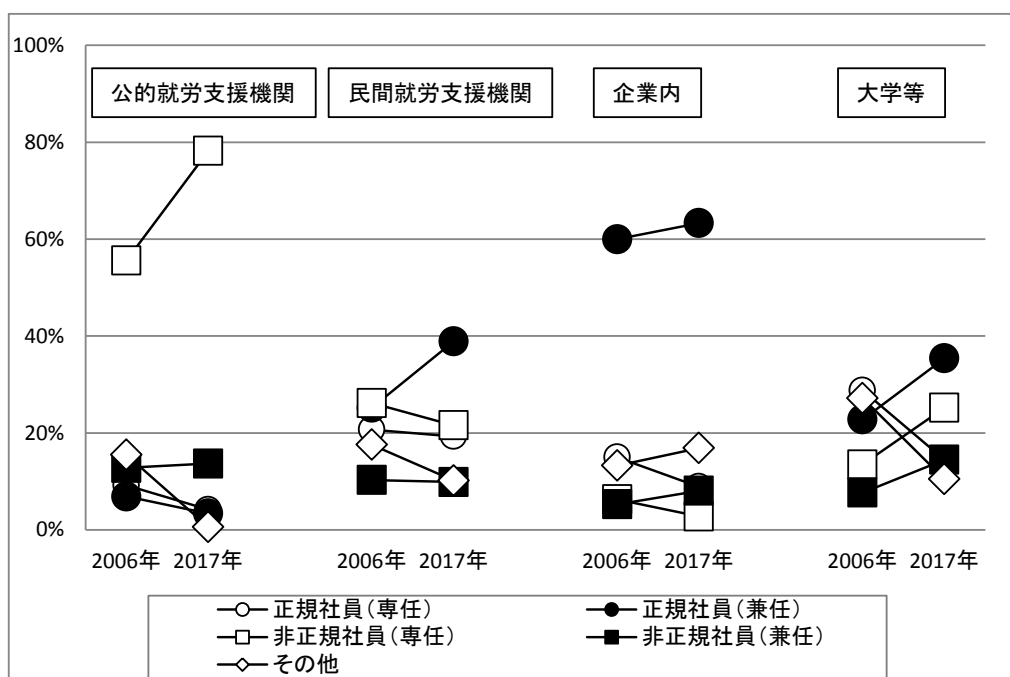 100%
公的就労支援機関 民間就労支援機関 企業内 大学等
80%
60%
40%
20%
0%
2006年 2017年 2006年 2017年 2006年 2017年 2006年 2017年
正規社員（専任） 正規社員（兼任）
非正規社員（専任） 非正規社員（兼任）
その他